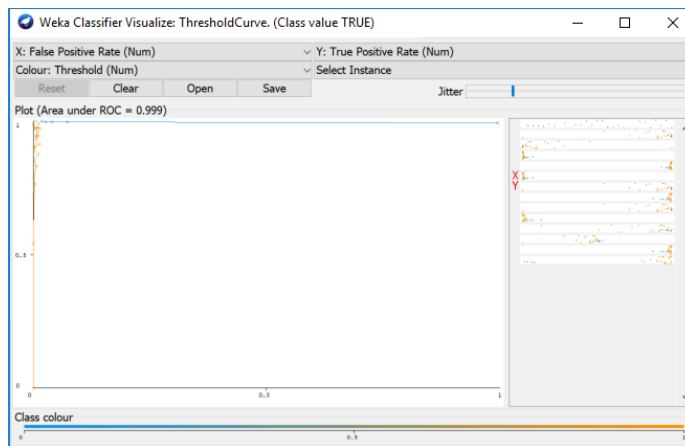 Weka Classifier Visualize: ThresholdCurve. (Class value TRUE)
X: False Positive Rate (Num) Y: True Positive Rate (Num)
Colour: Threshold (Num) Select Instance
Reset Clear Open Save Jitter
Plot (Area under ROC = 0.999)
1
X
Y
0.5
0
0 0.5 1
Class colour
0 0.5 1